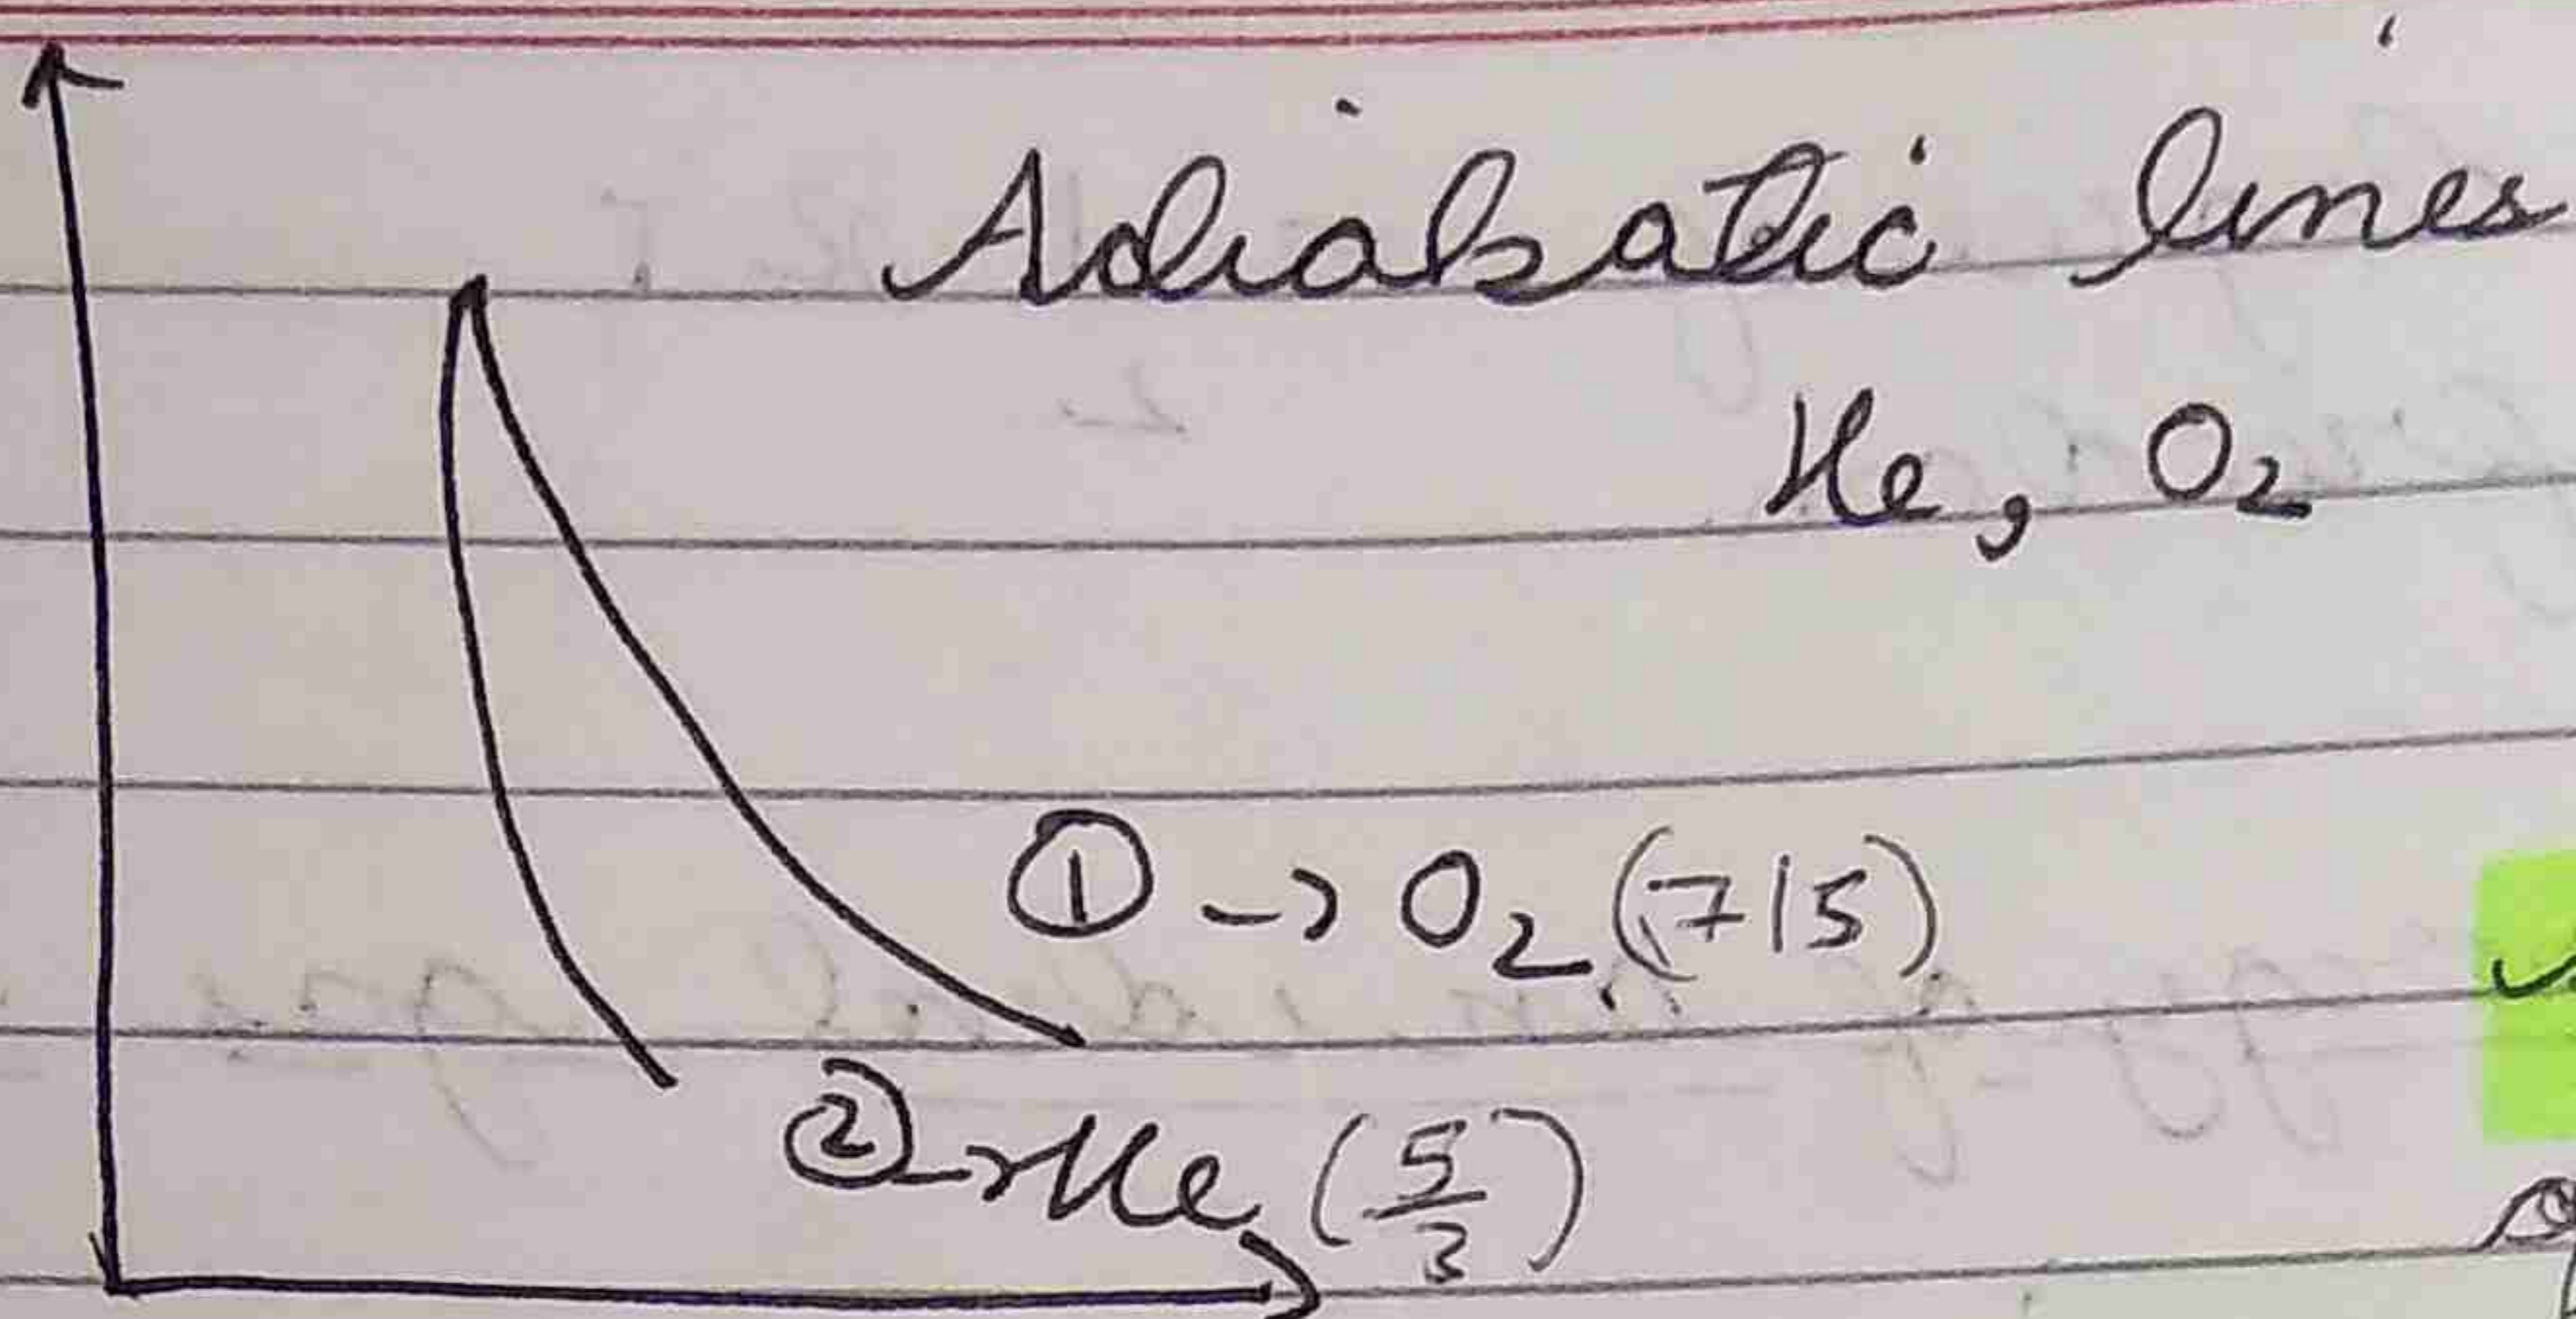 Adiabatic lines
He, O₂
① → O₂ (7/5)
② → He (5/3)